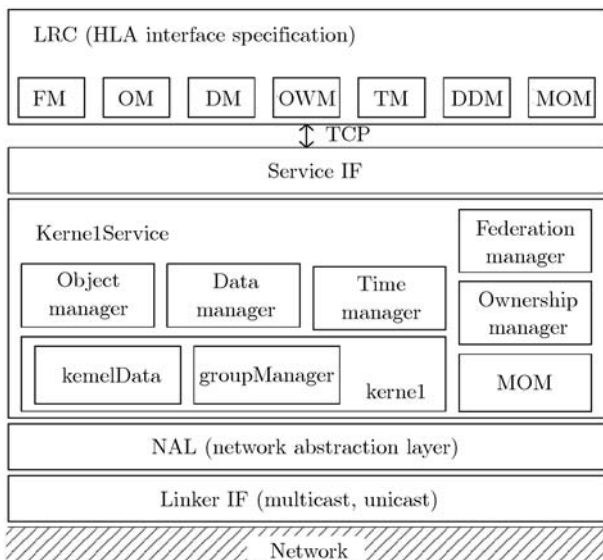 LRC (HLA interface specification)
FM OM DM OWM TM DDM MOM
TCP
Service IF
Kerne1Service
Object
manager
Data
manager
Time
manager
Federation
manager
Ownership
manager
MOM
kemelData
groupManager
kerne1
NAL (network abstraction layer)
Linker IF (multicast, unicast)
Network